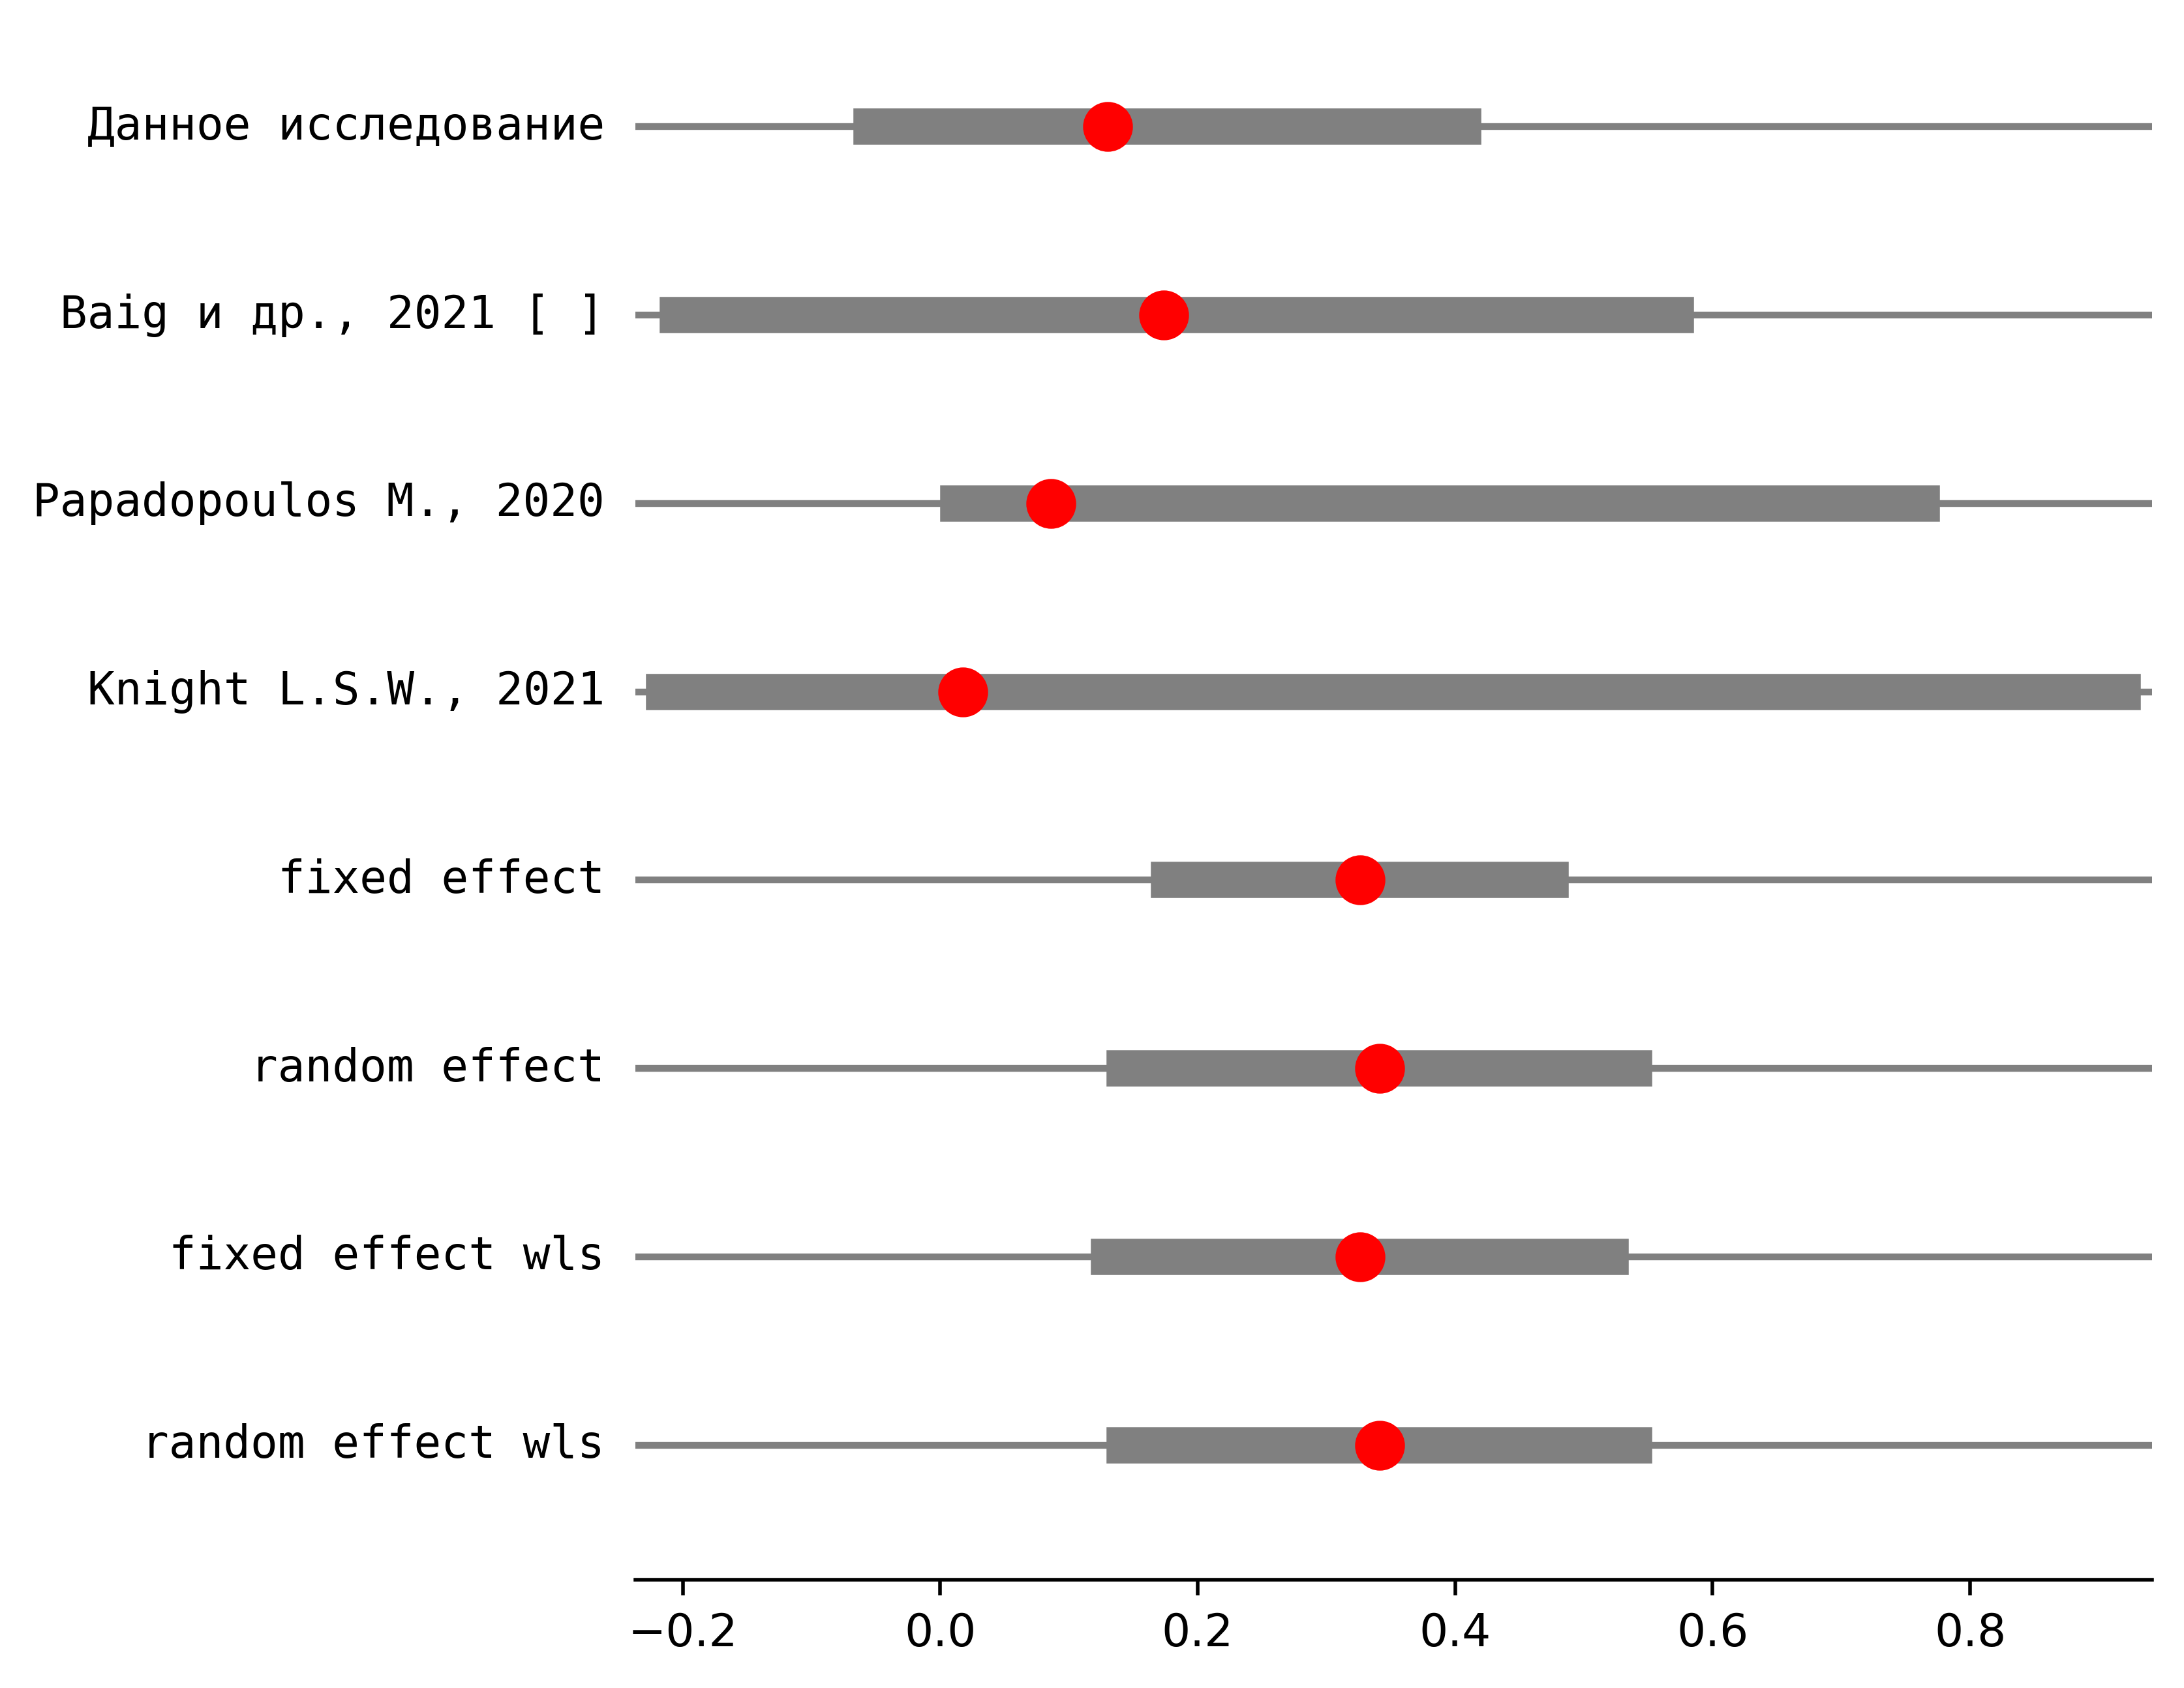 Данное исследование
Baig и др., 2021 [ ]
Papadopoulos M., 2020
Knight L.S.W., 2021
fixed effect
random effect
fixed effect wls
random effect wls
−0.2 0.0 0.2 0.4 0.6 0.8